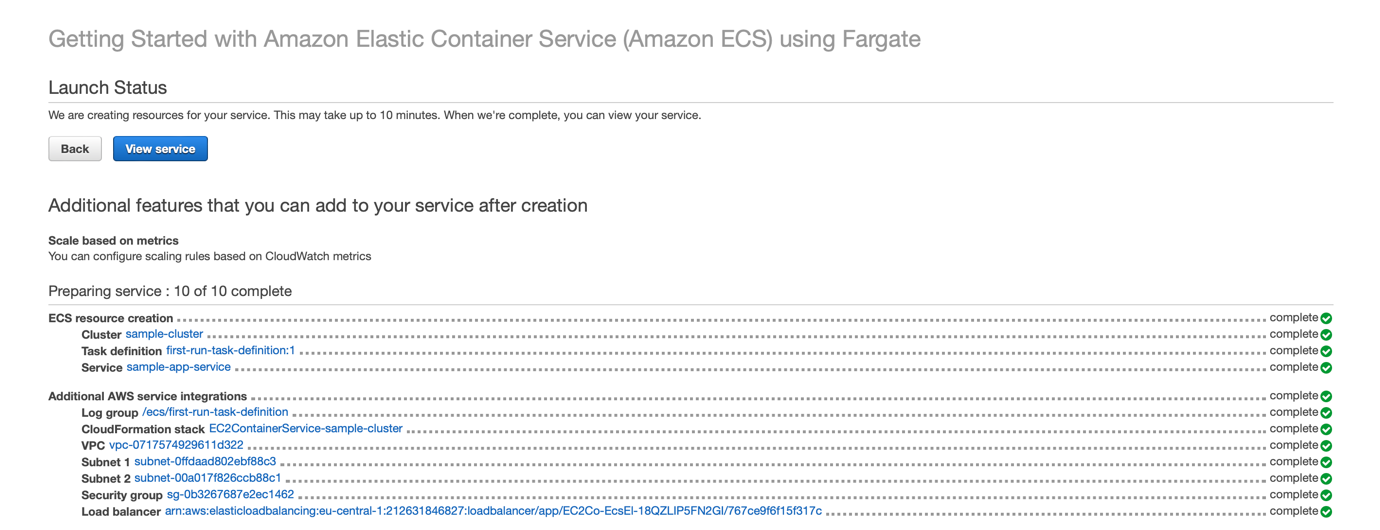 Getting Started with Amazon Elastic Container Service (Amazon ECS) using Fargate
Launch Status
We are creating resources for your service. This may take up to 10 minutes. When we're complete, you can view your service.
Back View service
Additional features that you can add to your service after creation
Scale based on metrics
You can configure scaling rules based on CloudWatch metrics
Preparing service : 10 of 10 complete
ECS resource creation complete
Cluster sample-cluster complete
Task definition first-run-task-definition:1 complete
Service sample-app-service complete
Additional AWS service integrations complete
Log group /ecs/first-run-task-definition complete
CloudFormation stack EC2ContainerService-sample-cluster complete
VPC vpc-0717574929611d322 complete
Subnet 1 subnet-0ffdaad802ebf88c3 complete
Subnet 2 subnet-00a017f826ccb88c1 complete
Security group sg-0b3267687e2ec1462 complete
Load balancer arn:aws:elasticloadbalancing:eu-central-1:212631846827:loadbalancer/app/EC2Co-EcsEl-18QZLIP5FN2GI/767ce9f6f15f317c complete